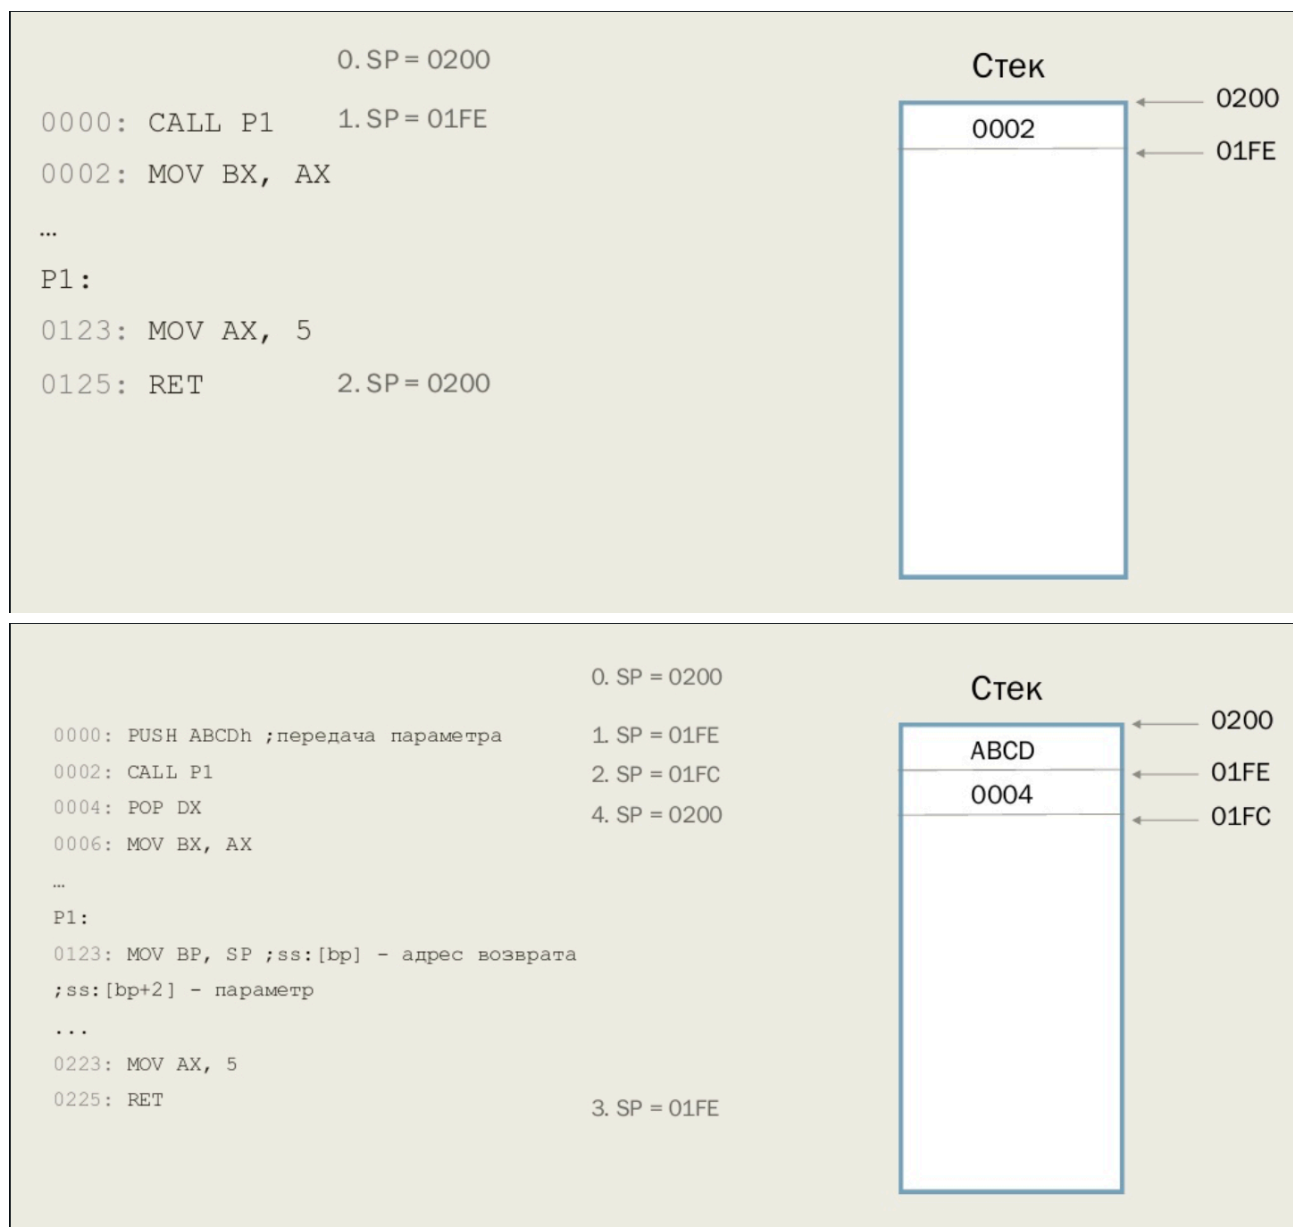 0. SP = 0200
Стек
0200
0000: CALL P1 1. SP = 01FE
0002
01FE
0002: MOV BX, AX
…
P1:
0123: MOV AX, 5
0125: RET 2. SP = 0200
0. SP = 0200
Стек
0200
0000: PUSH ABCDh ;передача параметра 1. SP = 01FE
ABCD
01FE
0002: CALL P1 2. SP = 01FC
0004
01FC
0004: POP DX 4. SP = 0200
0006: MOV BX, AX
…
P1:
0123: MOV BP, SP ;ss:[bp] - адрес возврата
;ss:[bp+2] - параметр
...
0223: MOV AX, 5
0225: RET 3. SP = 01FE